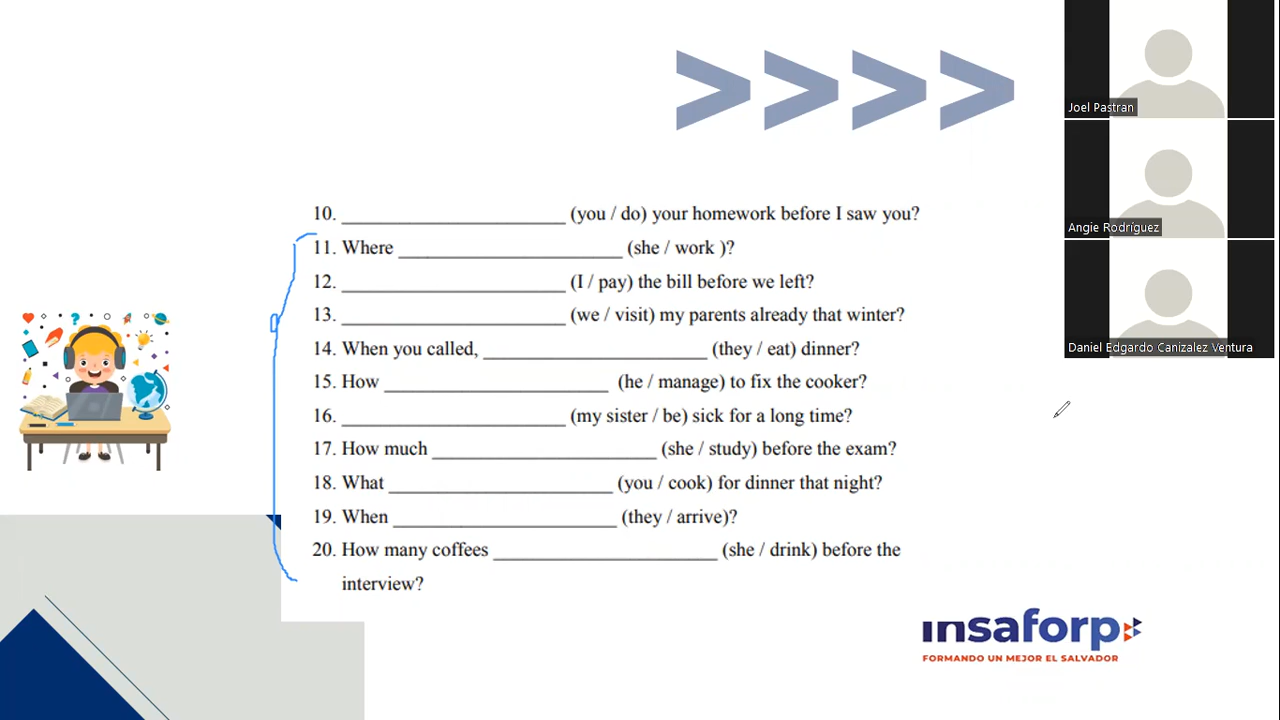 10. ______________________ (you / do) your homework before I saw you?
11. Where ______________________ (she / work )?
12. ______________________ (I / pay) the bill before we left?
13. ______________________ (we / visit) my parents already that winter?
14. When you called, ______________________ (they / eat) dinner?
15. How ______________________ (he / manage) to fix the cooker?
16. ______________________ (my sister / be) sick for a long time?
17. How much ______________________ (she / study) before the exam?
18. What ______________________ (you / cook) for dinner that night?
19. When ______________________ (they / arrive)?
20. How many coffees ______________________ (she / drink) before the
interview?
insaforp
FORMANDO UN MEJOR EL SALVADOR
Joel Pastran
Angie Rodríguez
Daniel Edgardo Canizalez Ventura